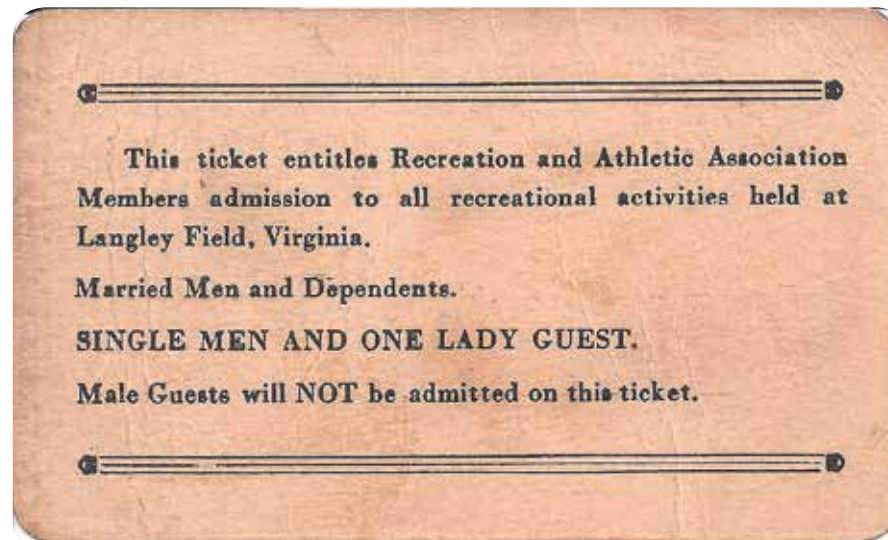 This ticket entitles Recreation and Athletic Association
Members admission to all recreational activities held at
Langley Field, Virginia.
Married Men and Dependents.
SINGLE MEN AND ONE LADY GUEST.
Male Guests will NOT be admitted on this ticket.